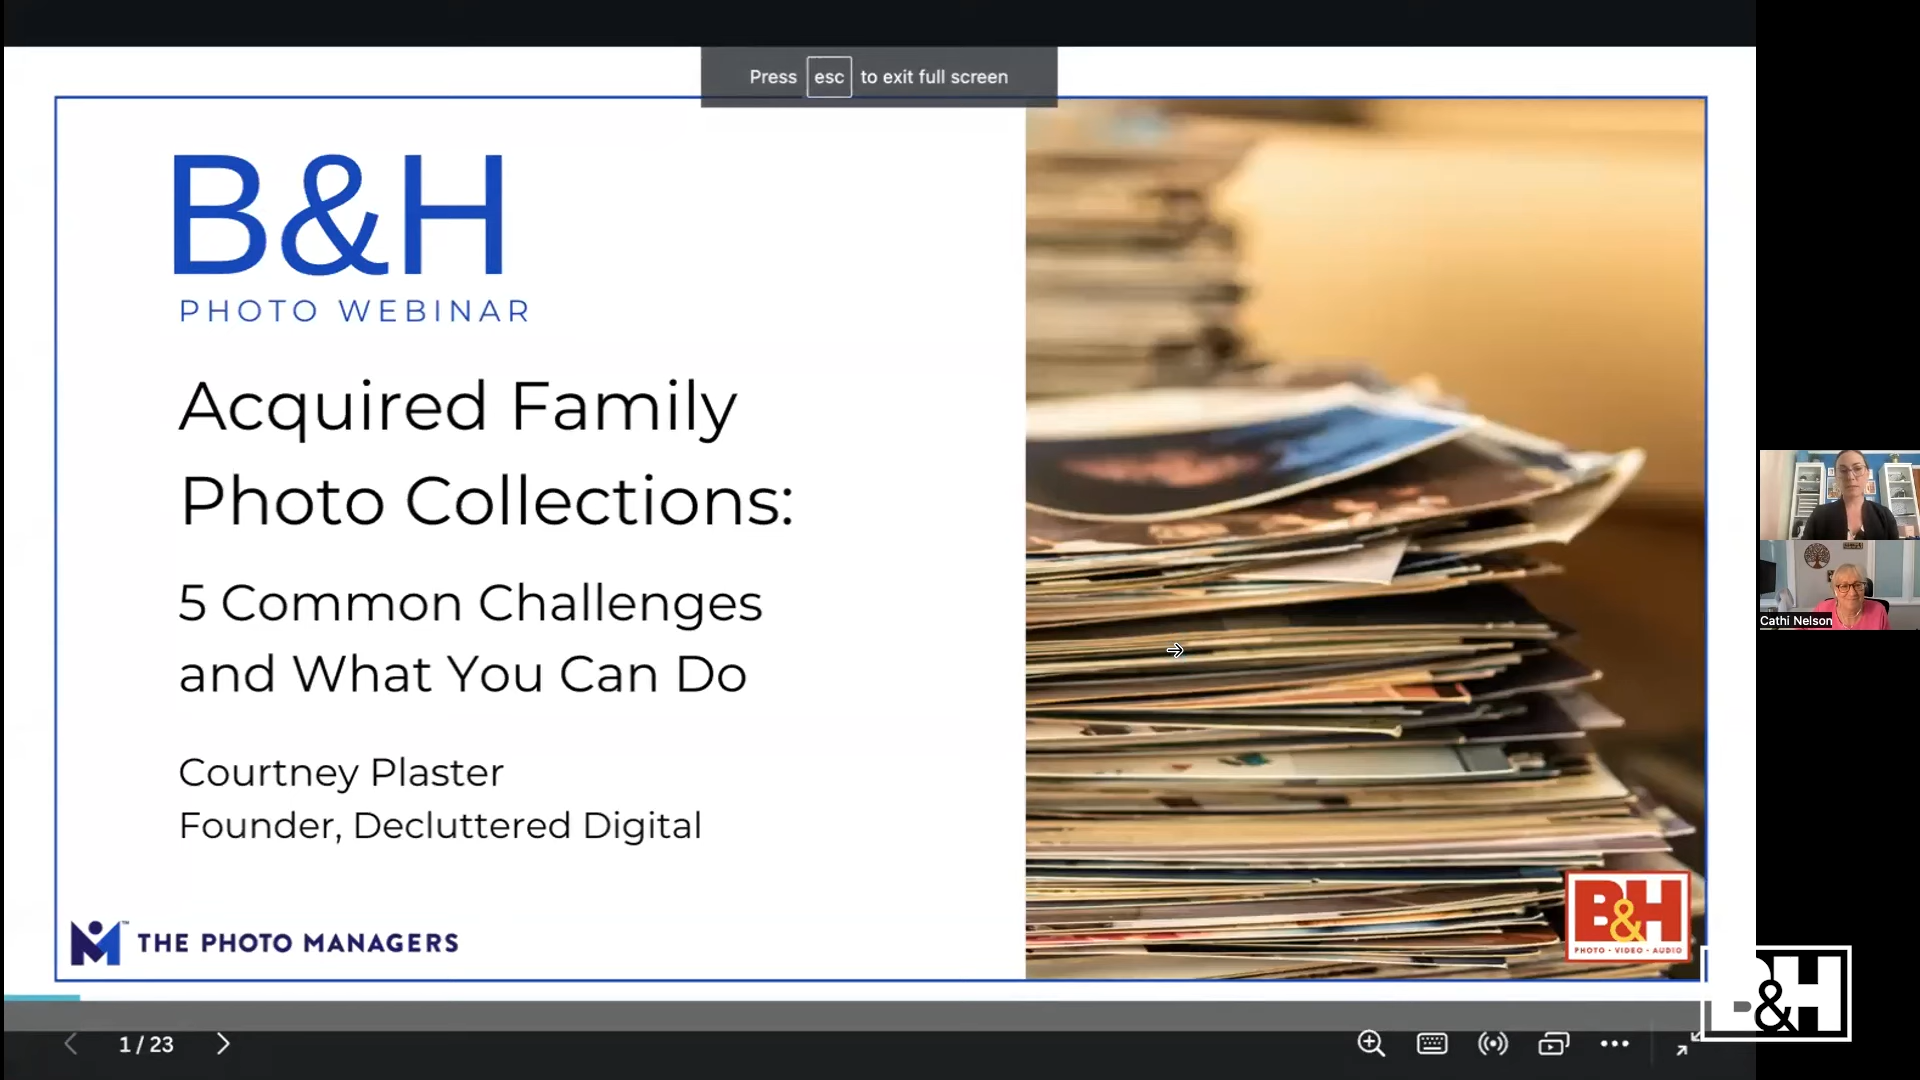 Press esc to exit full screen
B&H
PHOTO WEBINAR
Acquired Family
Photo Collections:
5 Common Challenges
and What You Can Do
Courtney Plaster
Founder, Decluttered Digital
THE PHOTO MANAGERS™
B&H
PHOTO • VIDEO • AUDIO
Cathi Nelson
1 / 23
B&H